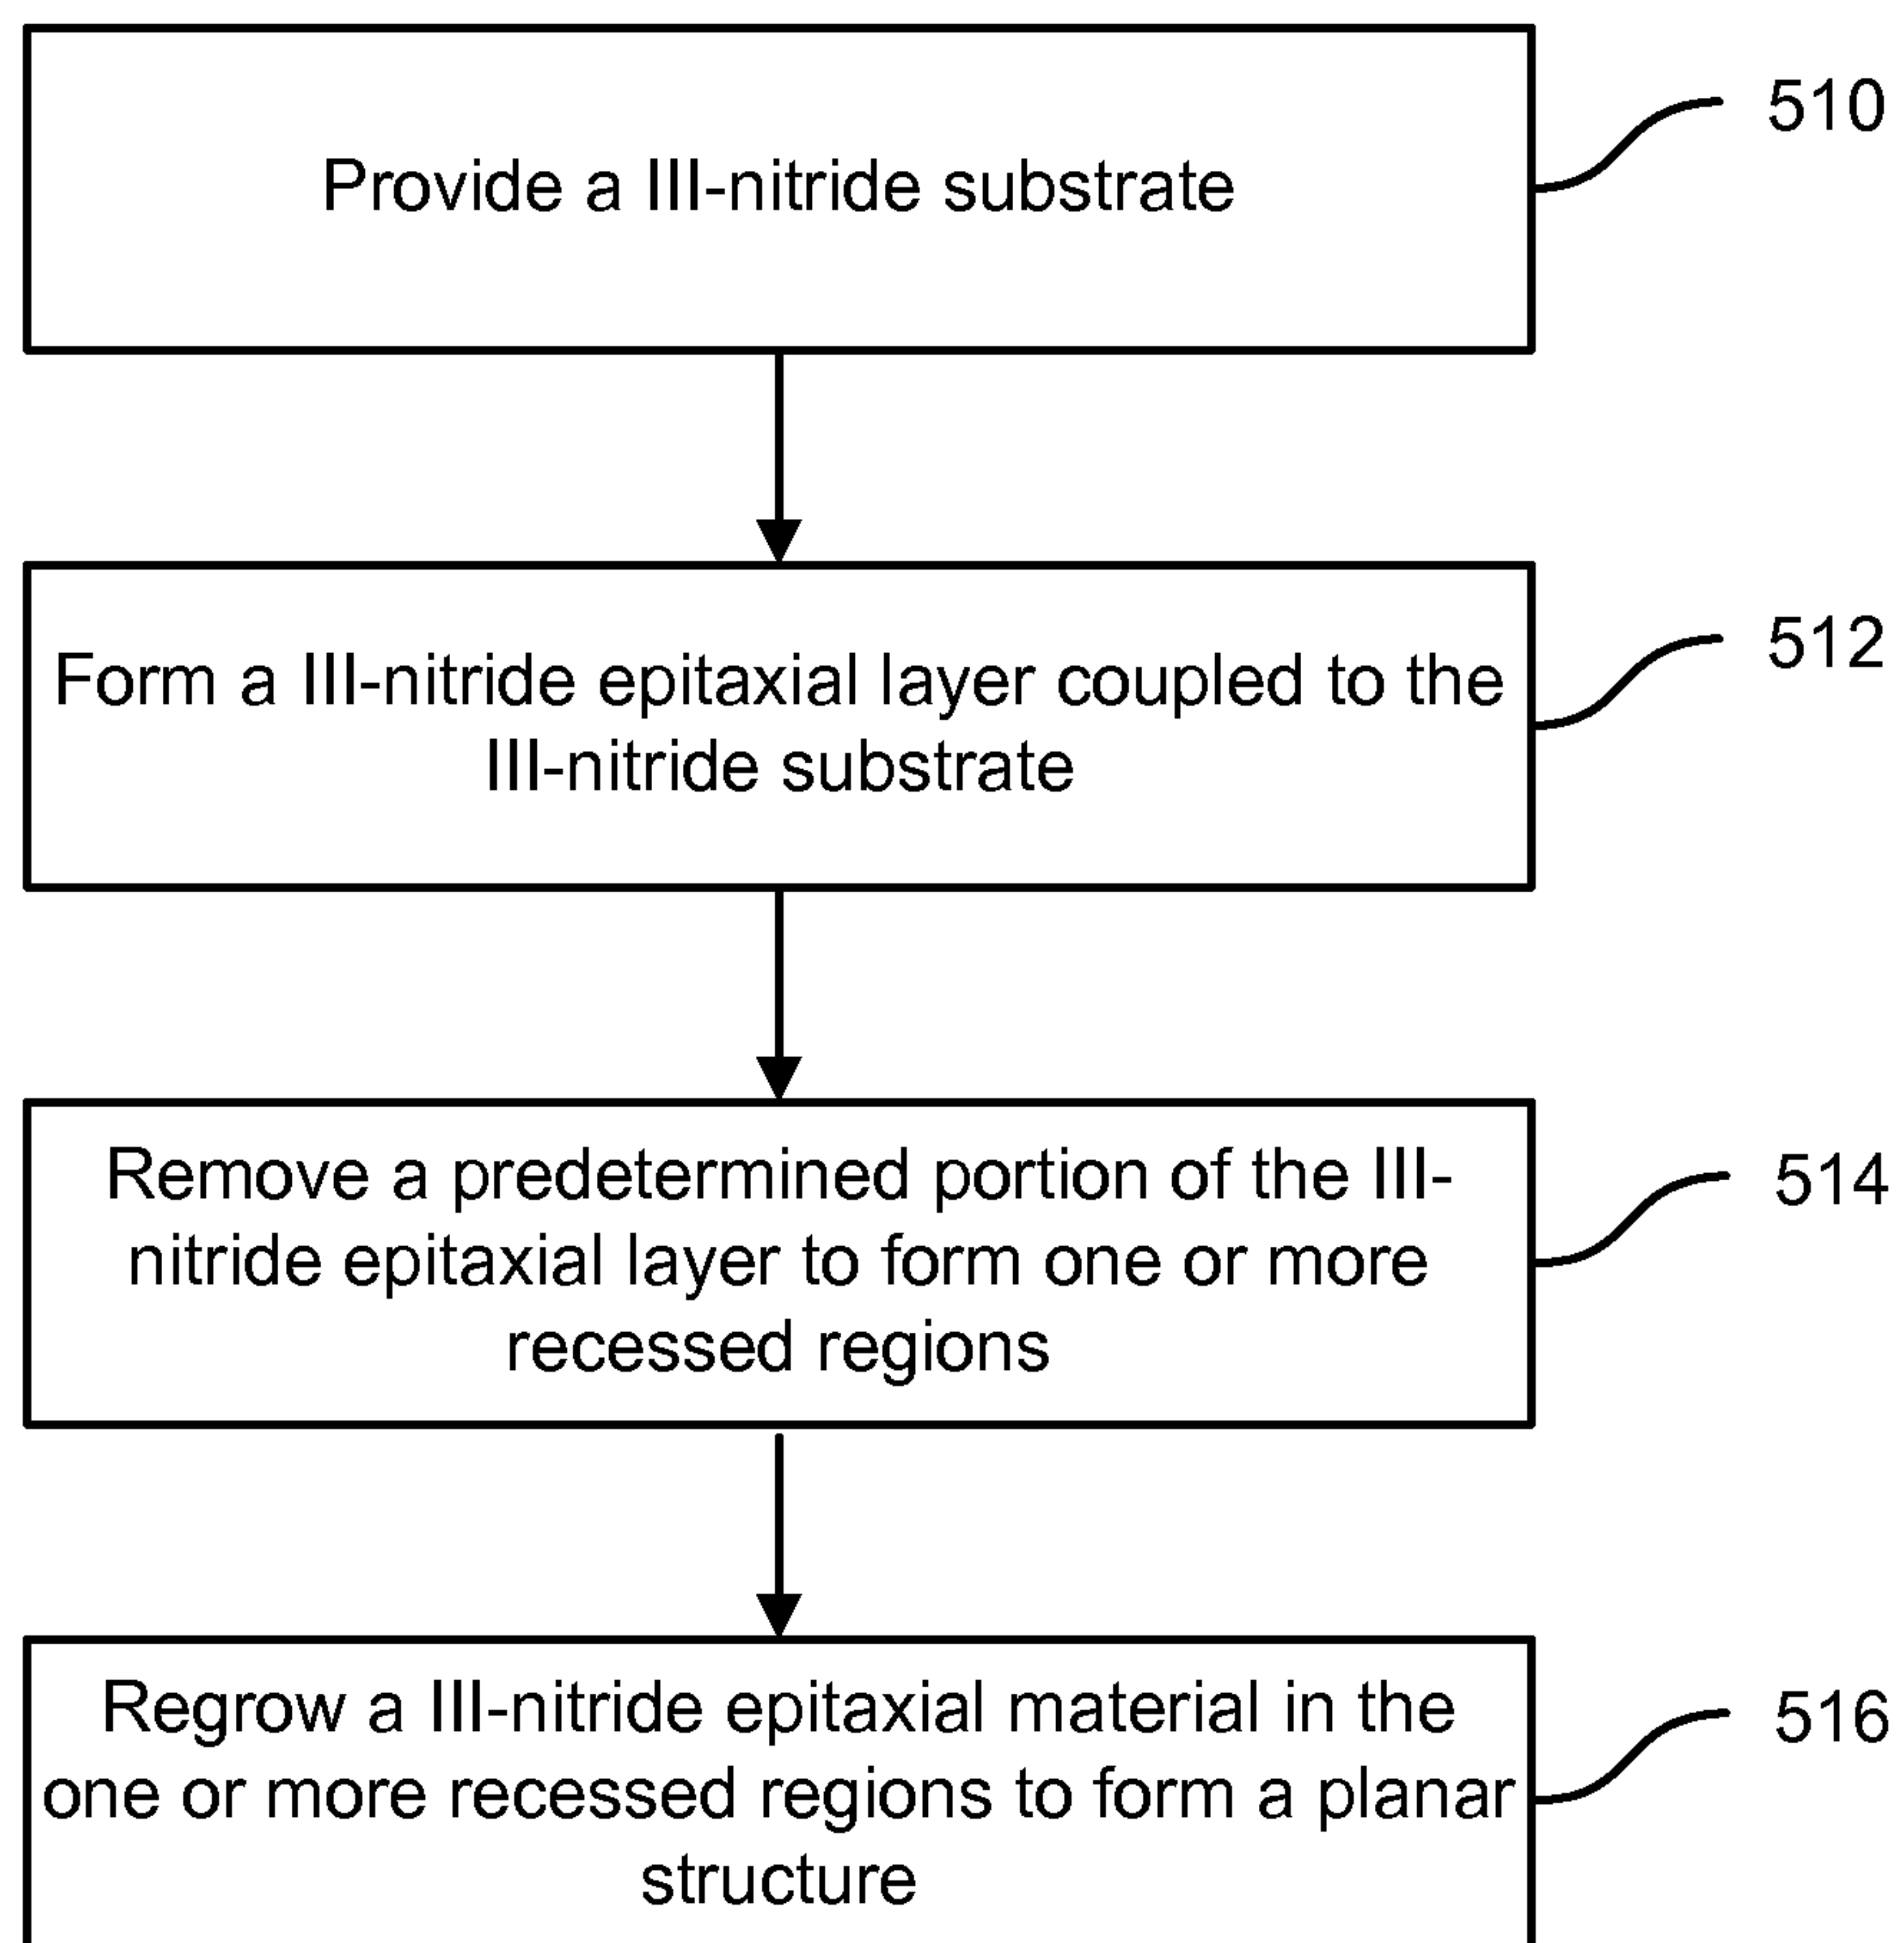 Provide a III-nitride substrate
510
Form a III-nitride epitaxial layer coupled to the
III-nitride substrate
512
Remove a predetermined portion of the III-
nitride epitaxial layer to form one or more
recessed regions
514
Regrow a III-nitride epitaxial material in the
one or more recessed regions to form a planar
structure
516